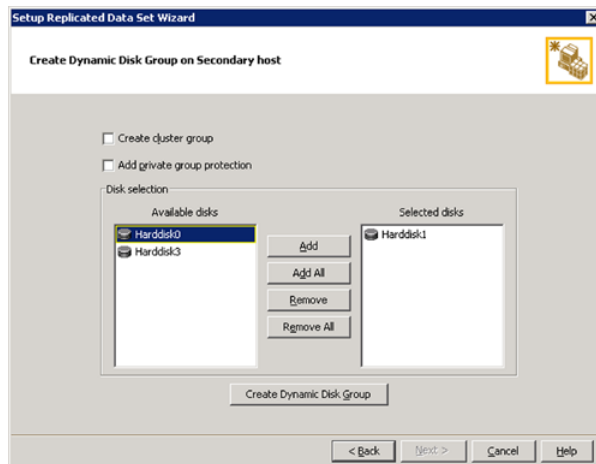 Setup Replicated Data Set Wizard
Create Dynamic Disk Group on Secondary host
Create cluster group
Add private group protection
Disk selection
Available disks
Selected disks
Harddisk0
Harddisk3
Add
Add All
Remove
Remove All
Harddisk1
Create Dynamic Disk Group
< Back
Next >
Cancel
Help